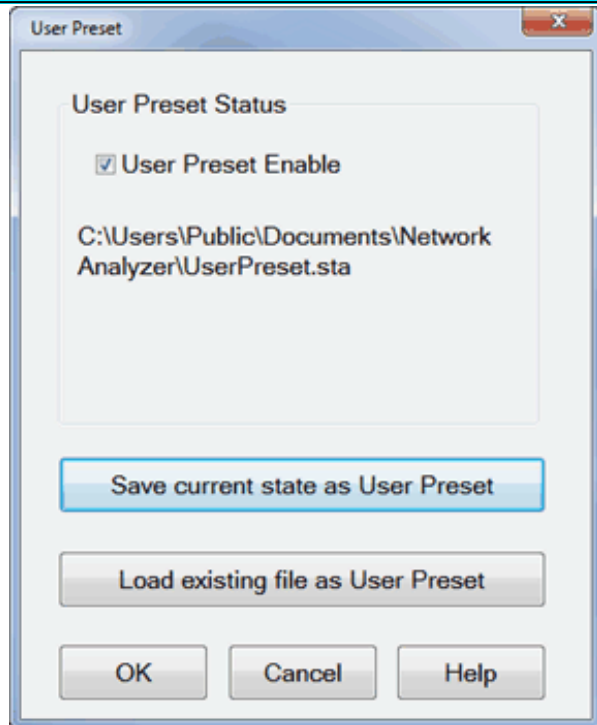 User Preset
User Preset Status
User Preset Enable
C:\Users\Public\Documents\Network
Analyzer\UserPreset.sta
Save current state as User Preset
Load existing file as User Preset
OK
Cancel
Help